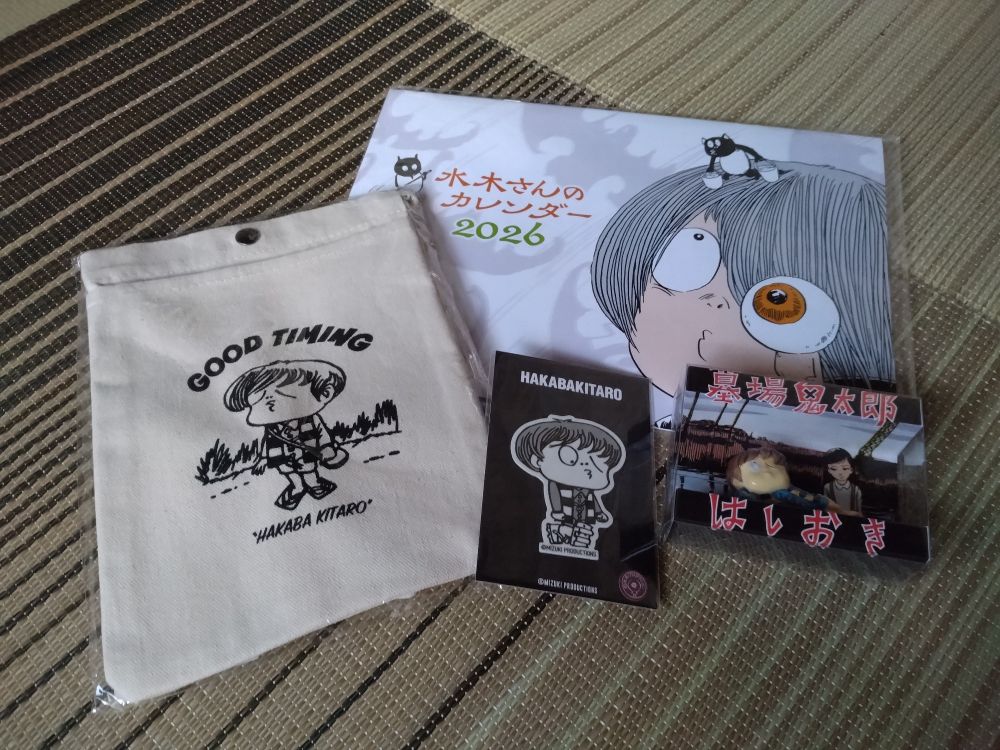 水木さんの
カレンダー
2026
GOOD TIMING
"HAKABA KITARO"
HAKABAKITARO
©MIZUKI PRODUCTIONS
©MIZUKI PRODUCTIONS
墓場鬼太郎
はしおき